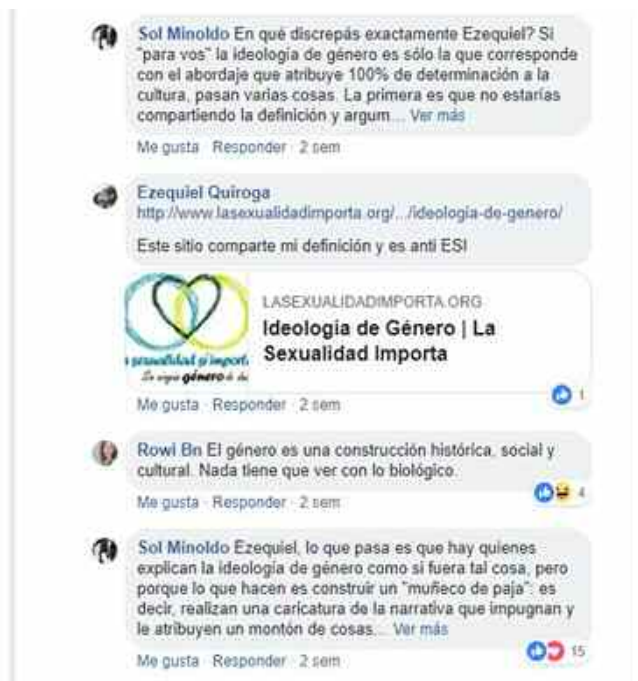 Sol Minoldo En qué discrepás exactamente Ezequiel? Si
"para vos" la ideología de género es sólo la que corresponde
con el abordaje que atribuye 100% de determinación a la
cultura, pasan varias cosas. La primera es que no estarías
compartiendo la definición y argum... Ver más
Me gusta · Responder · 2 sem
Ezequiel Quiroga
http://www.lasexualidadimporta.org/.../ideologia-de-genero/
Este sitio comparte mi definición y es anti ESI
LASEXUALIDADIMPORTA.ORG
Ideologia de Género | La
Sexualidad Importa
sexualidad sí import
género
Me gusta · Responder · 2 sem
1
Rowi Bn El género es una construcción histórica, social y
cultural. Nada tiene que ver con lo biológico.
Me gusta · Responder · 2 sem
4
Sol Minoldo Ezequiel, lo que pasa es que hay quienes
explican la ideología de género como si fuera tal cosa, pero
porque lo que hacen es construir un "muñeco de paja": es
decir, realizan una caricatura de la narrativa que impugnan y
le atribuyen un montón de cosas... Ver más
Me gusta · Responder · 2 sem
15